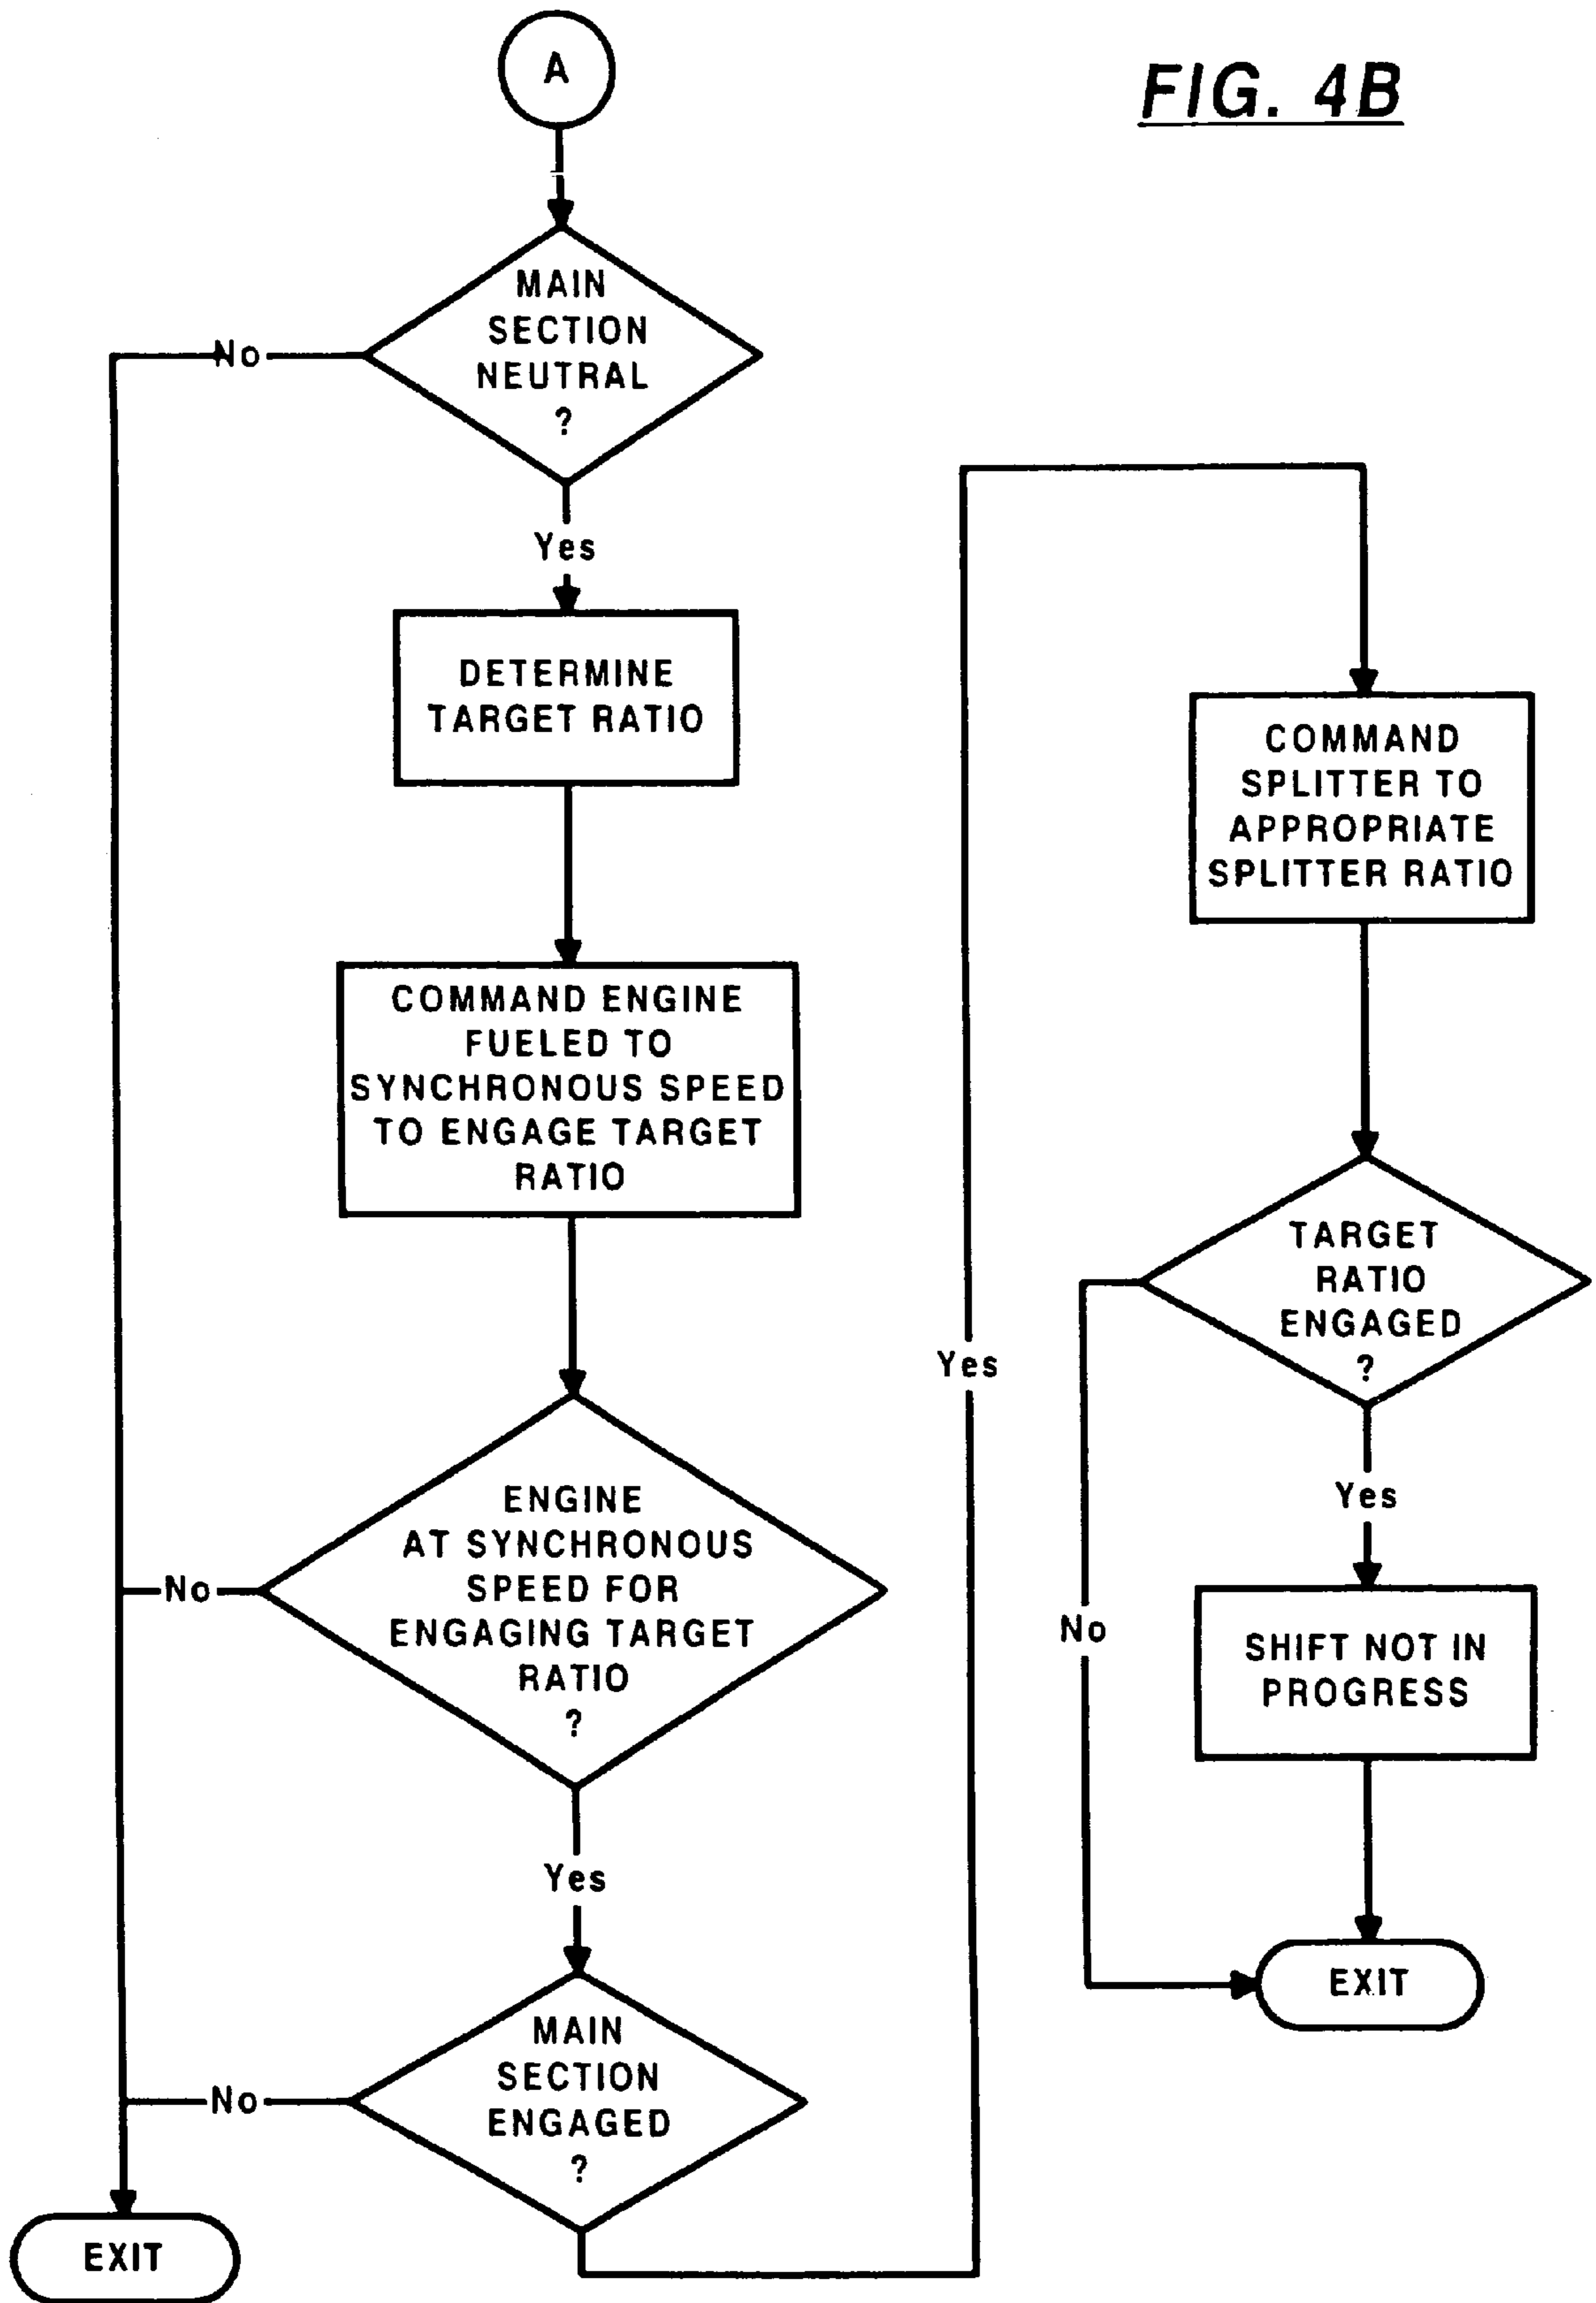 FIG. 4B
A
MAIN
SECTION
NEUTRAL
?
No
Yes
DETERMINE
TARGET RATIO
COMMAND ENGINE
FUELED TO
SYNCHRONOUS SPEED
TO ENGAGE TARGET
RATIO
ENGINE
AT SYNCHRONOUS
SPEED FOR
ENGAGING TARGET
RATIO
?
No
Yes
MAIN
SECTION
ENGAGED
?
No
EXIT
Yes
COMMAND
SPLITTER TO
APPROPRIATE
SPLITTER RATIO
TARGET
RATIO
ENGAGED
?
Yes
No
SHIFT NOT IN
PROGRESS
EXIT